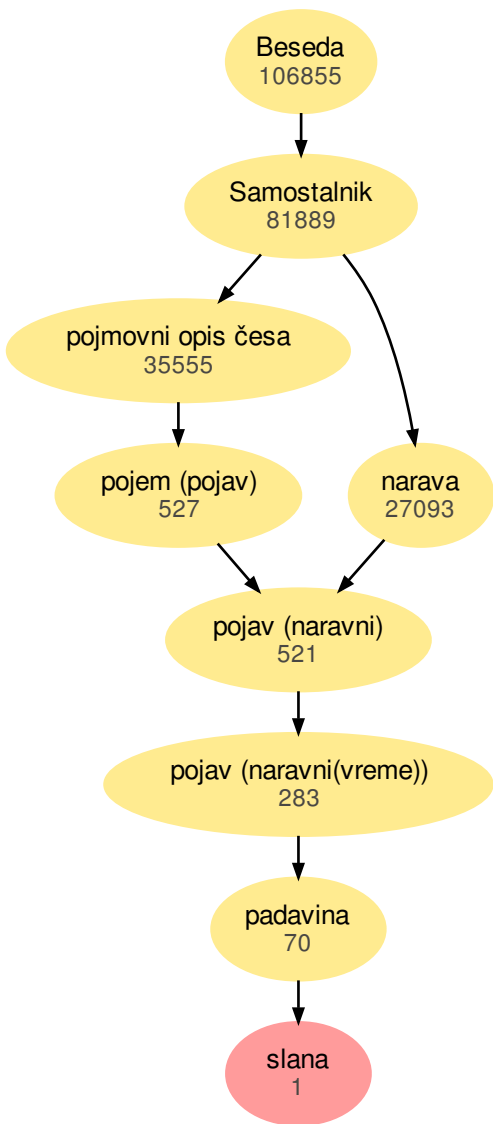 Beseda
106855
Samostalnik
81889
pojmovni opis česa
35555
pojem (pojav)
527
narava
27093
pojav (naravni)
521
pojav (naravni(vreme))
283
padavina
70
slana
1